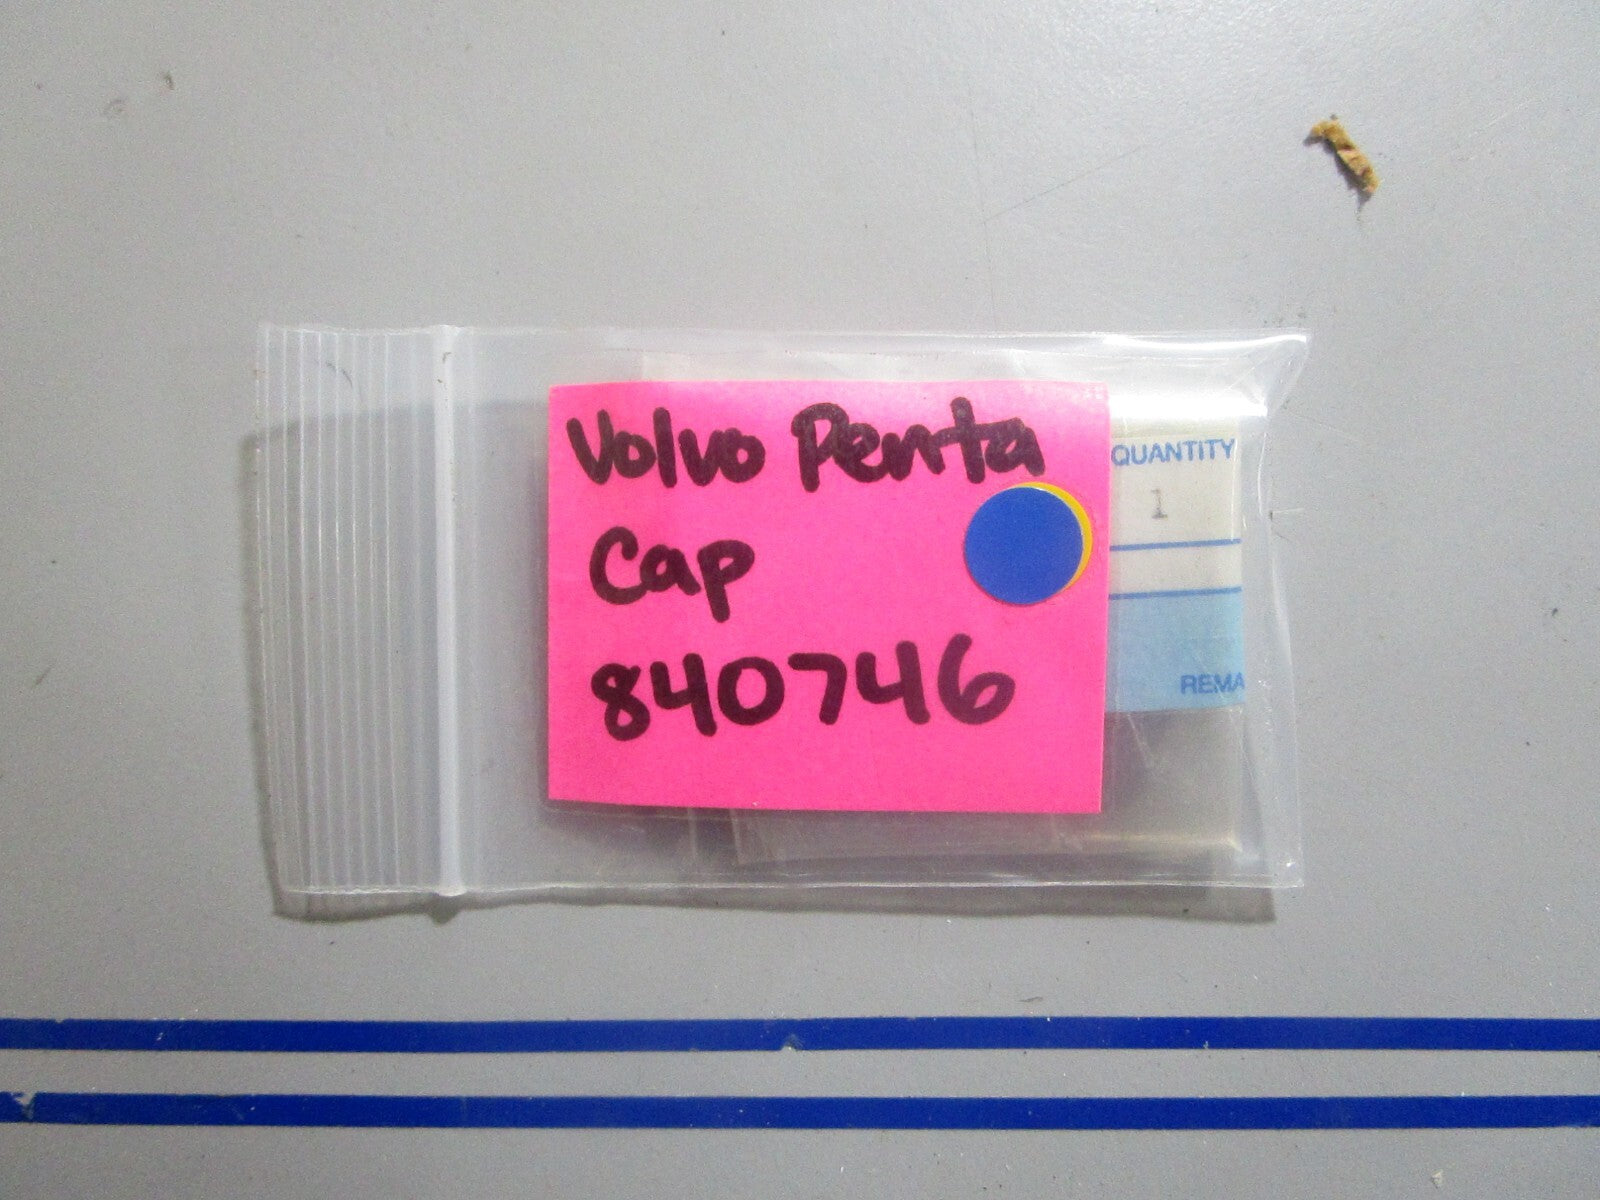 Volvo Penta
Cap
840746
QUANTITY
1
REMA